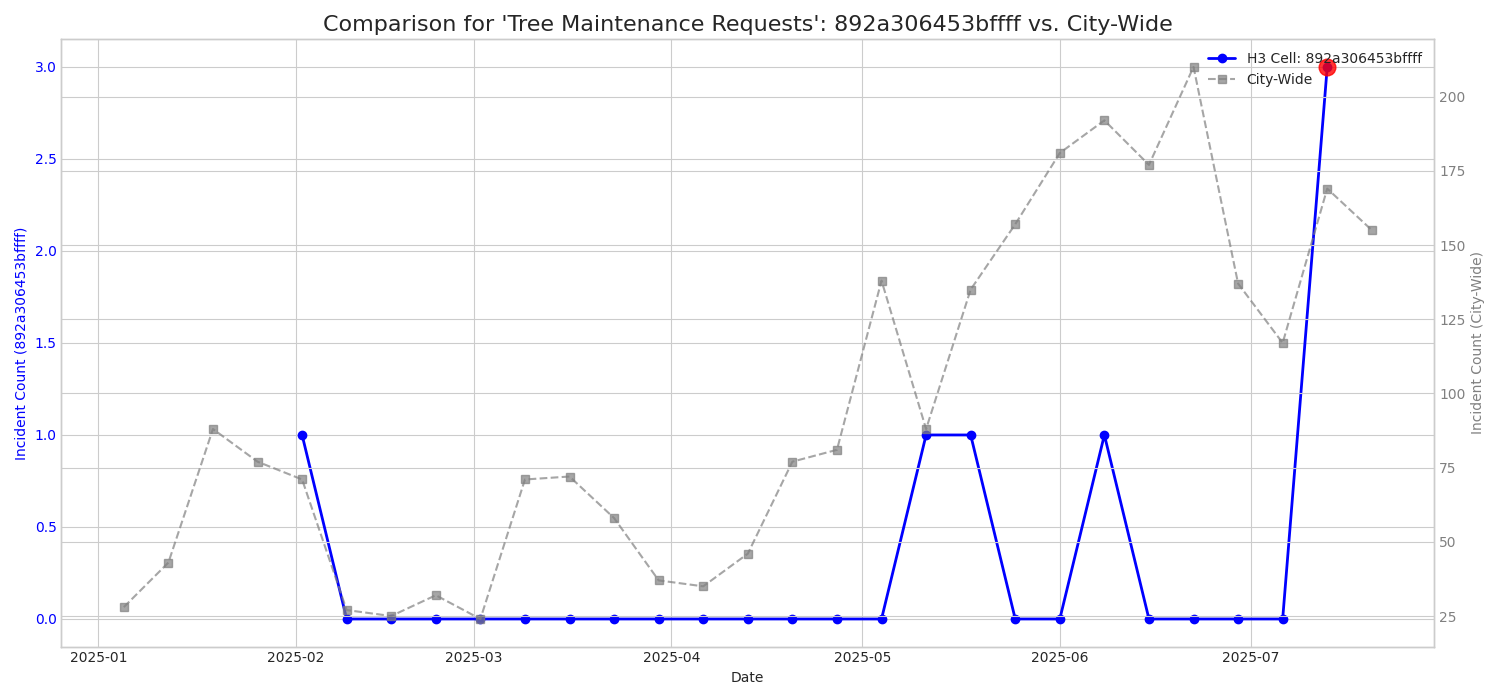 Comparison for 'Tree Maintenance Requests': 892a306453bffff vs. City-Wide
H3 Cell: 892a306453bffff
City-Wide
Incident Count (892a306453bffff)
3.0
2.5
2.0
1.5
1.0
0.5
0.0
200
175
150
125
100
75
50
25
Incident Count (City-Wide)
2025-01 2025-02 2025-03 2025-04 2025-05 2025-06 2025-07
Date